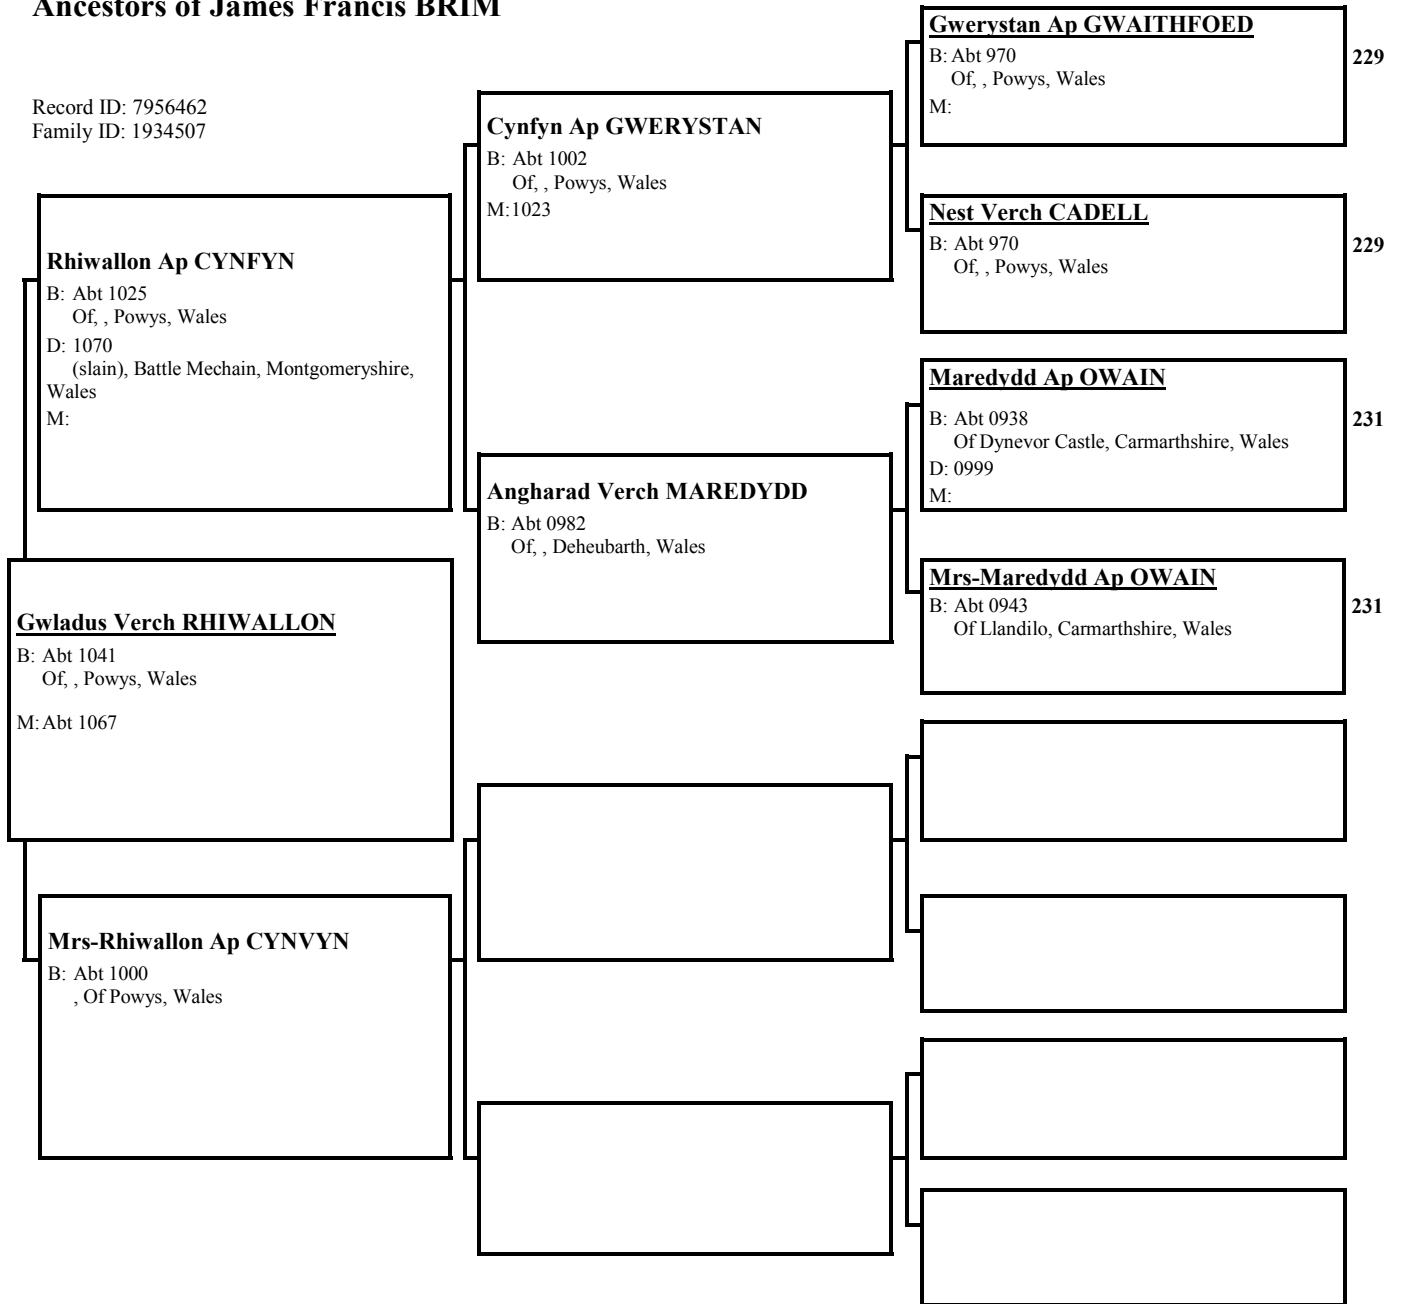 Ancestors of James Francis BRIM
Record ID: 7956462
Family ID: 1934507
Gwladus Verch RHIWALLON
B: Abt 1041
Of, , Powys, Wales
M: Abt 1067
Rhiwallon Ap CYNFYN
B: Abt 1025
Of, , Powys, Wales
D: 1070
(slain), Battle Mechain, Montgomeryshire,
Wales
M:
Mrs-Rhiwallon Ap CYNVYN
B: Abt 1000
, Of Powys, Wales
Cynfyn Ap GWERYSTAN
B: Abt 1002
Of, , Powys, Wales
M:1023
Angharad Verch MAREDYDD
B: Abt 0982
Of, , Deheubarth, Wales
Gwerystan Ap GWAITHFOED
B: Abt 970
Of, , Powys, Wales
M:
229
Nest Verch CADELL
B: Abt 970
Of, , Powys, Wales
229
Maredydd Ap OWAIN
B: Abt 0938
Of Dynevor Castle, Carmarthshire, Wales
D: 0999
M:
231
Mrs-Maredydd Ap OWAIN
B: Abt 0943
Of Llandilo, Carmarthshire, Wales
231